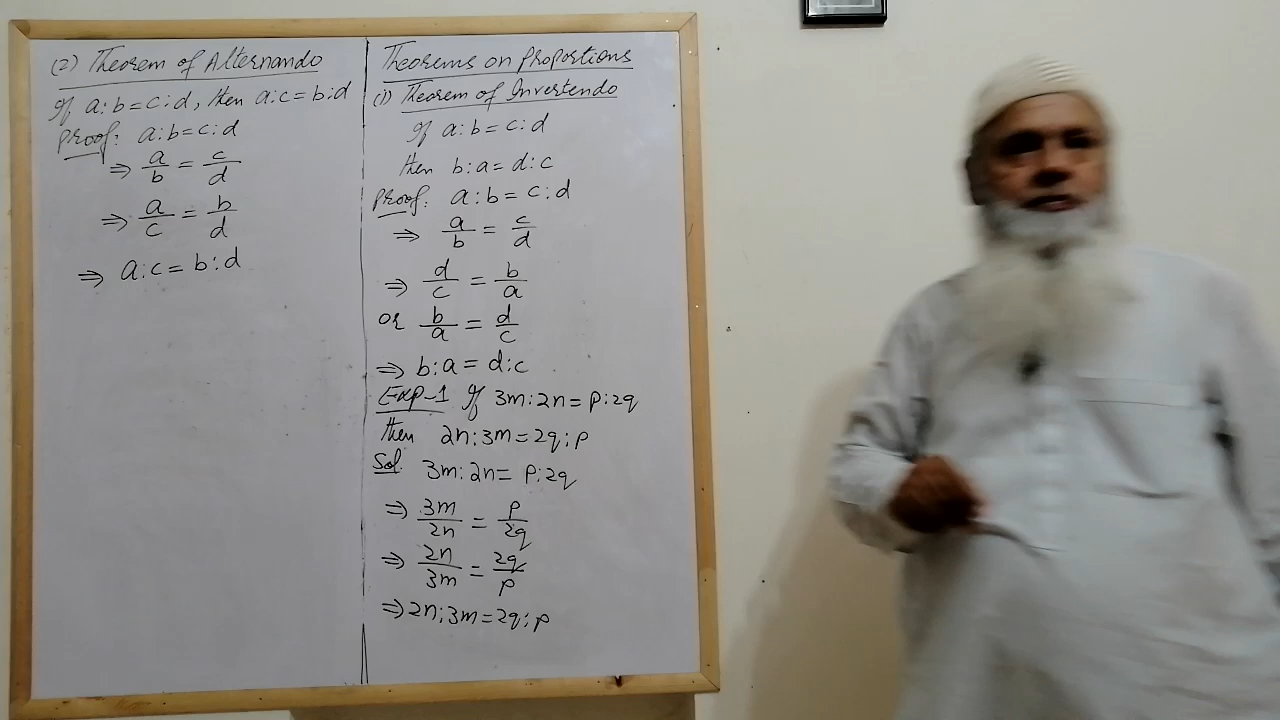 Theorems on Proportions
(1) Theorem of Invertendo
If a:b = c:d
then b:a = d:c
Proof: a:b = c:d
⇒ a/b = c/d
⇒ d/c = b/a
or b/a = d/c
⇒ b:a = d:c
Exp-1 If 3m:2n = p:2q
then 2n:3m = 2q:p
Sol. 3m:2n = p:2q
⇒ 3m/2n = p/2q
⇒ 2n/3m = 2q/p
⇒ 2n:3m = 2q:p
(2) Theorem of Alternando
If a:b = c:d, then a:c = b:d
Proof: a:b = c:d
⇒ a/b = c/d
⇒ a/c = b/d
⇒ a:c = b:d